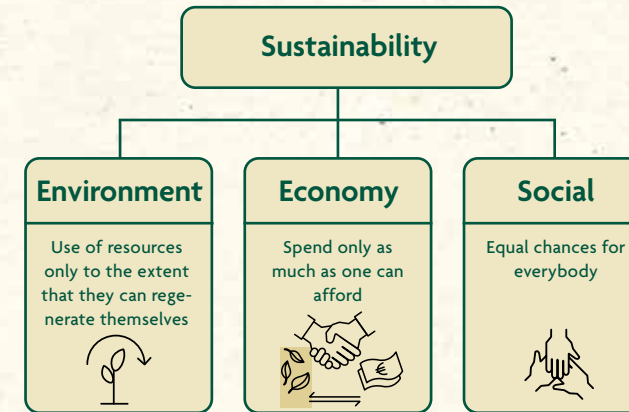 Sustainability
Environment
Use of resources
only to the extent
that they can rege-
nerate themselves
Economy
Spend only as
much as one can
afford
€
Social
Equal chances for
everybody